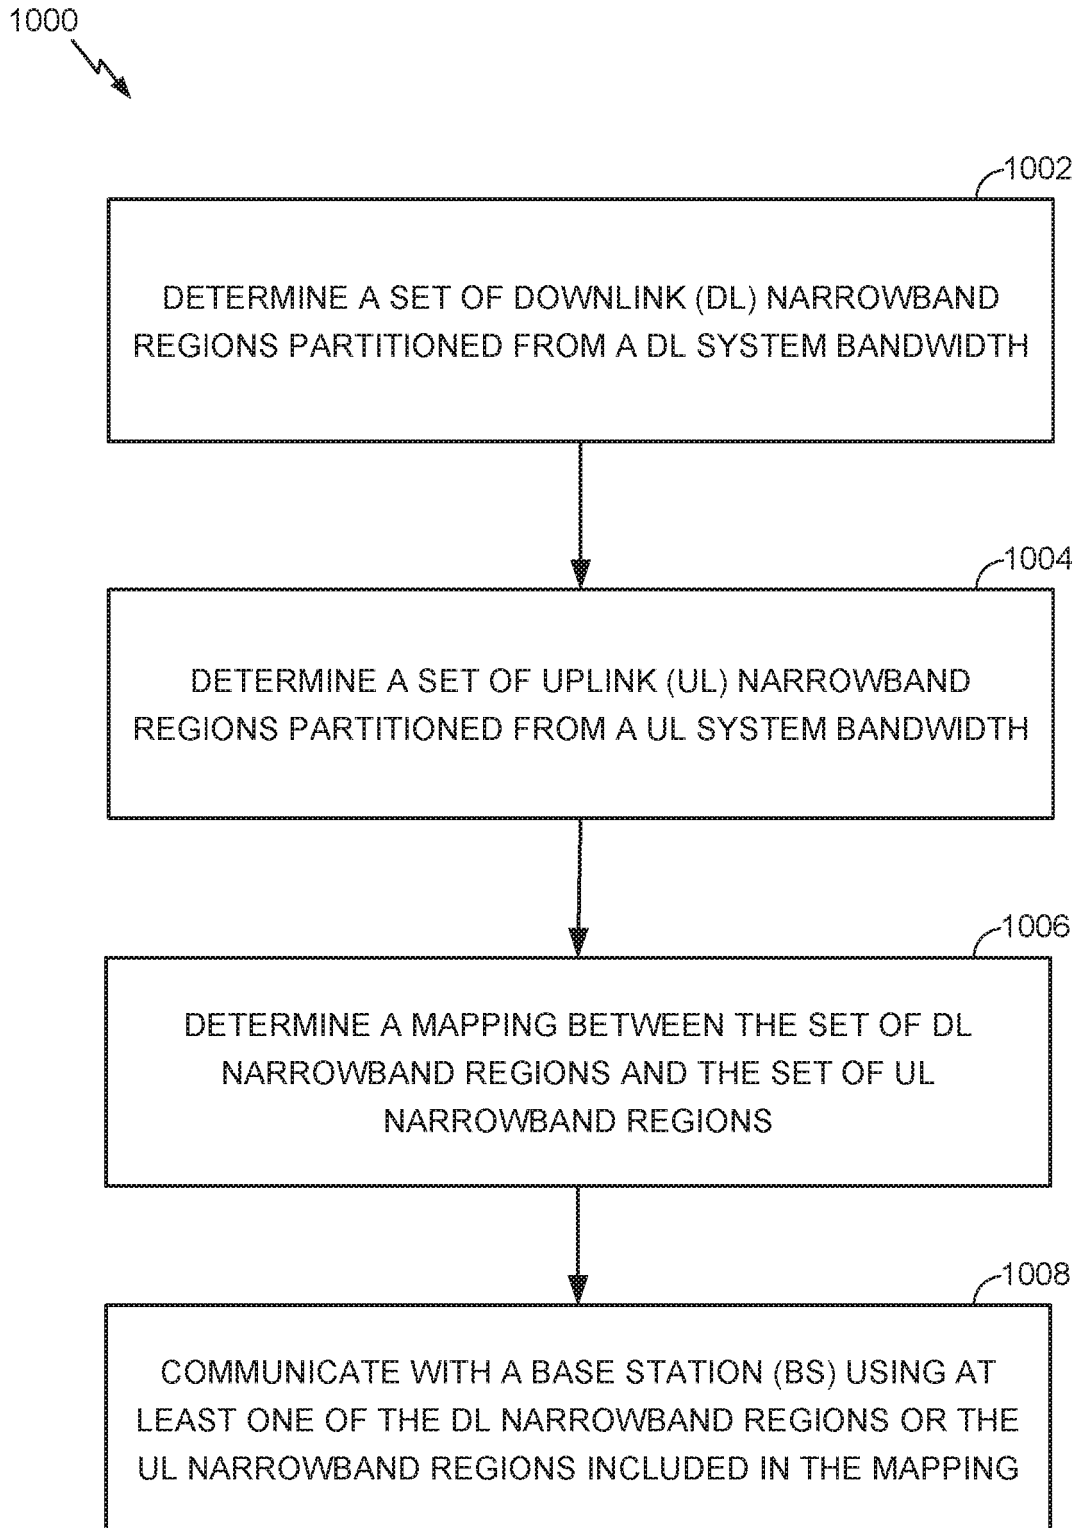 1000
1002
DETERMINE A SET OF DOWNLINK (DL) NARROWBAND
REGIONS PARTITIONED FROM A DL SYSTEM BANDWIDTH
1004
DETERMINE A SET OF UPLINK (UL) NARROWBAND
REGIONS PARTITIONED FROM A UL SYSTEM BANDWIDTH
1006
DETERMINE A MAPPING BETWEEN THE SET OF DL
NARROWBAND REGIONS AND THE SET OF UL
NARROWBAND REGIONS
1008
COMMUNICATE WITH A BASE STATION (BS) USING AT
LEAST ONE OF THE DL NARROWBAND REGIONS OR THE
UL NARROWBAND REGIONS INCLUDED IN THE MAPPING